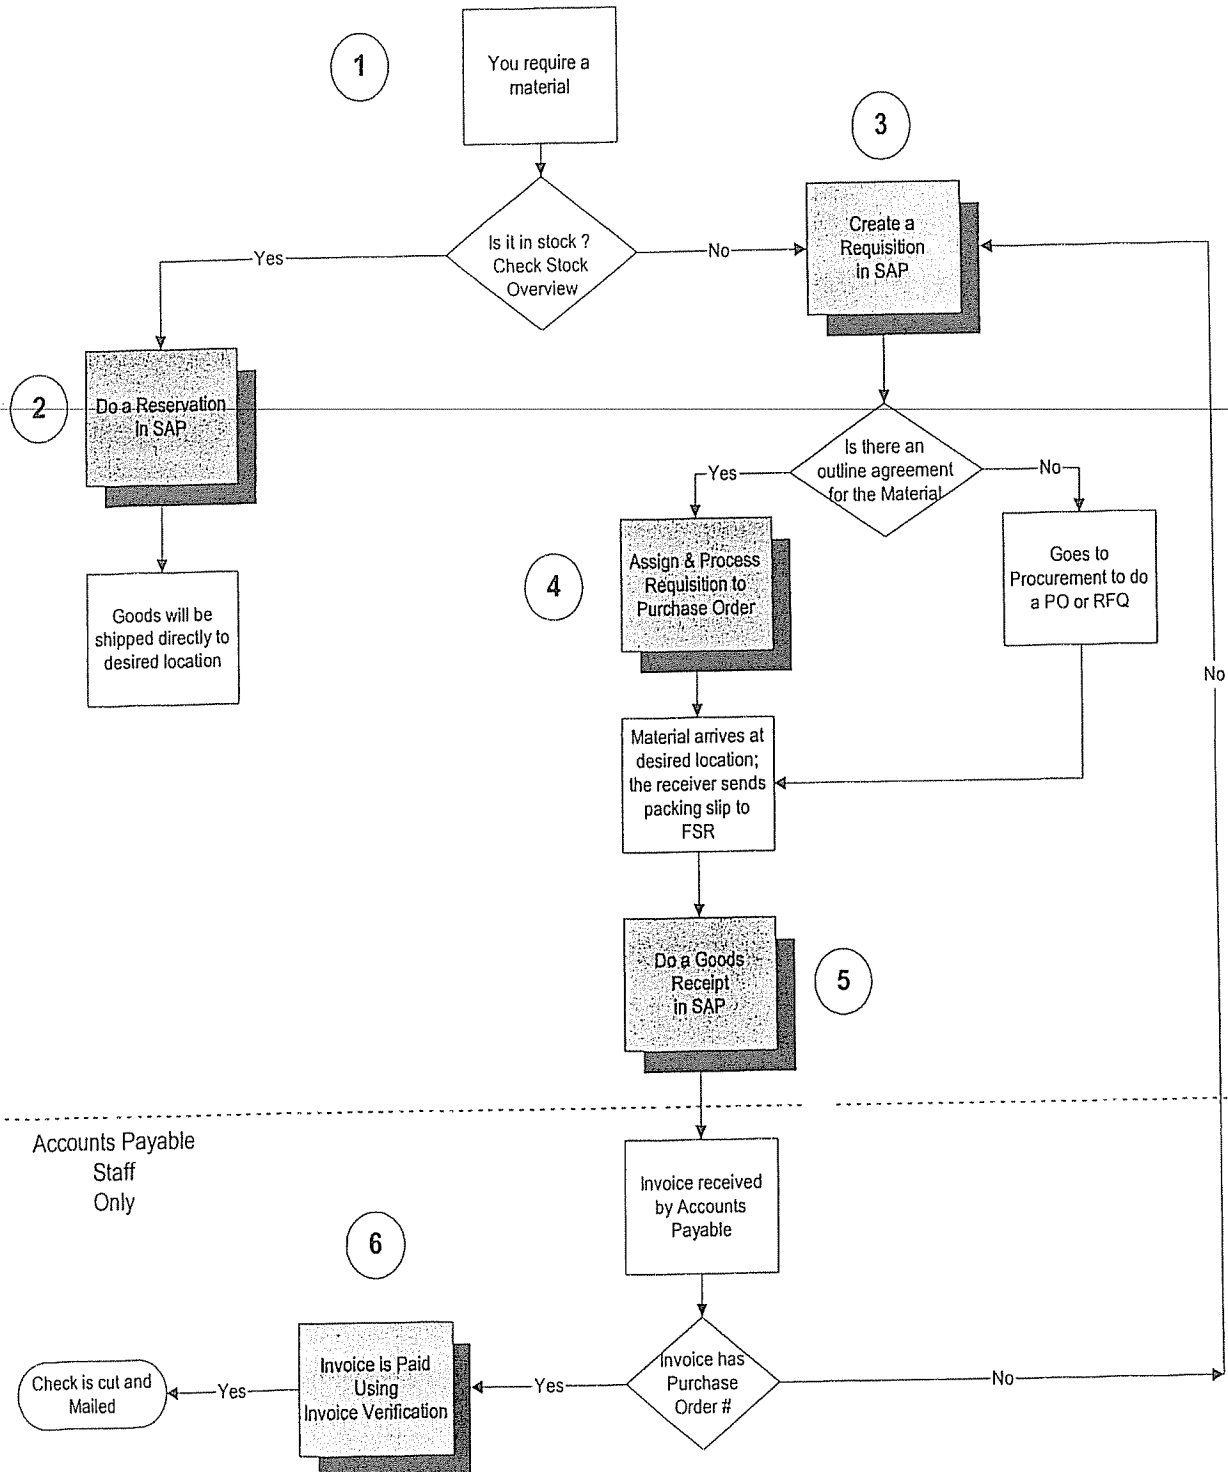 1
You require a
material
3
Is it in stock ?
Check Stock
Overview
Yes
No
Create a
Requisition
in SAP
2
Do a Reservation
In SAP
Is there an
outline agreement
for the Material
Yes
No
4
Assign & Process
Requisition to
Purchase Order
Goes to
Procurement to do
a PO or RFQ
Goods will be
shipped directly to
desired location
No
Material arrives at
desired location;
the receiver sends
packing slip to
FSR
Do a Goods
Receipt
in SAP
5
Accounts Payable
Staff
Only
Invoice received
by Accounts
Payable
6
Invoice has
Purchase
Order #
Yes
No
Invoice is Paid
Using
Invoice Verification
Yes
Check is cut and
Mailed